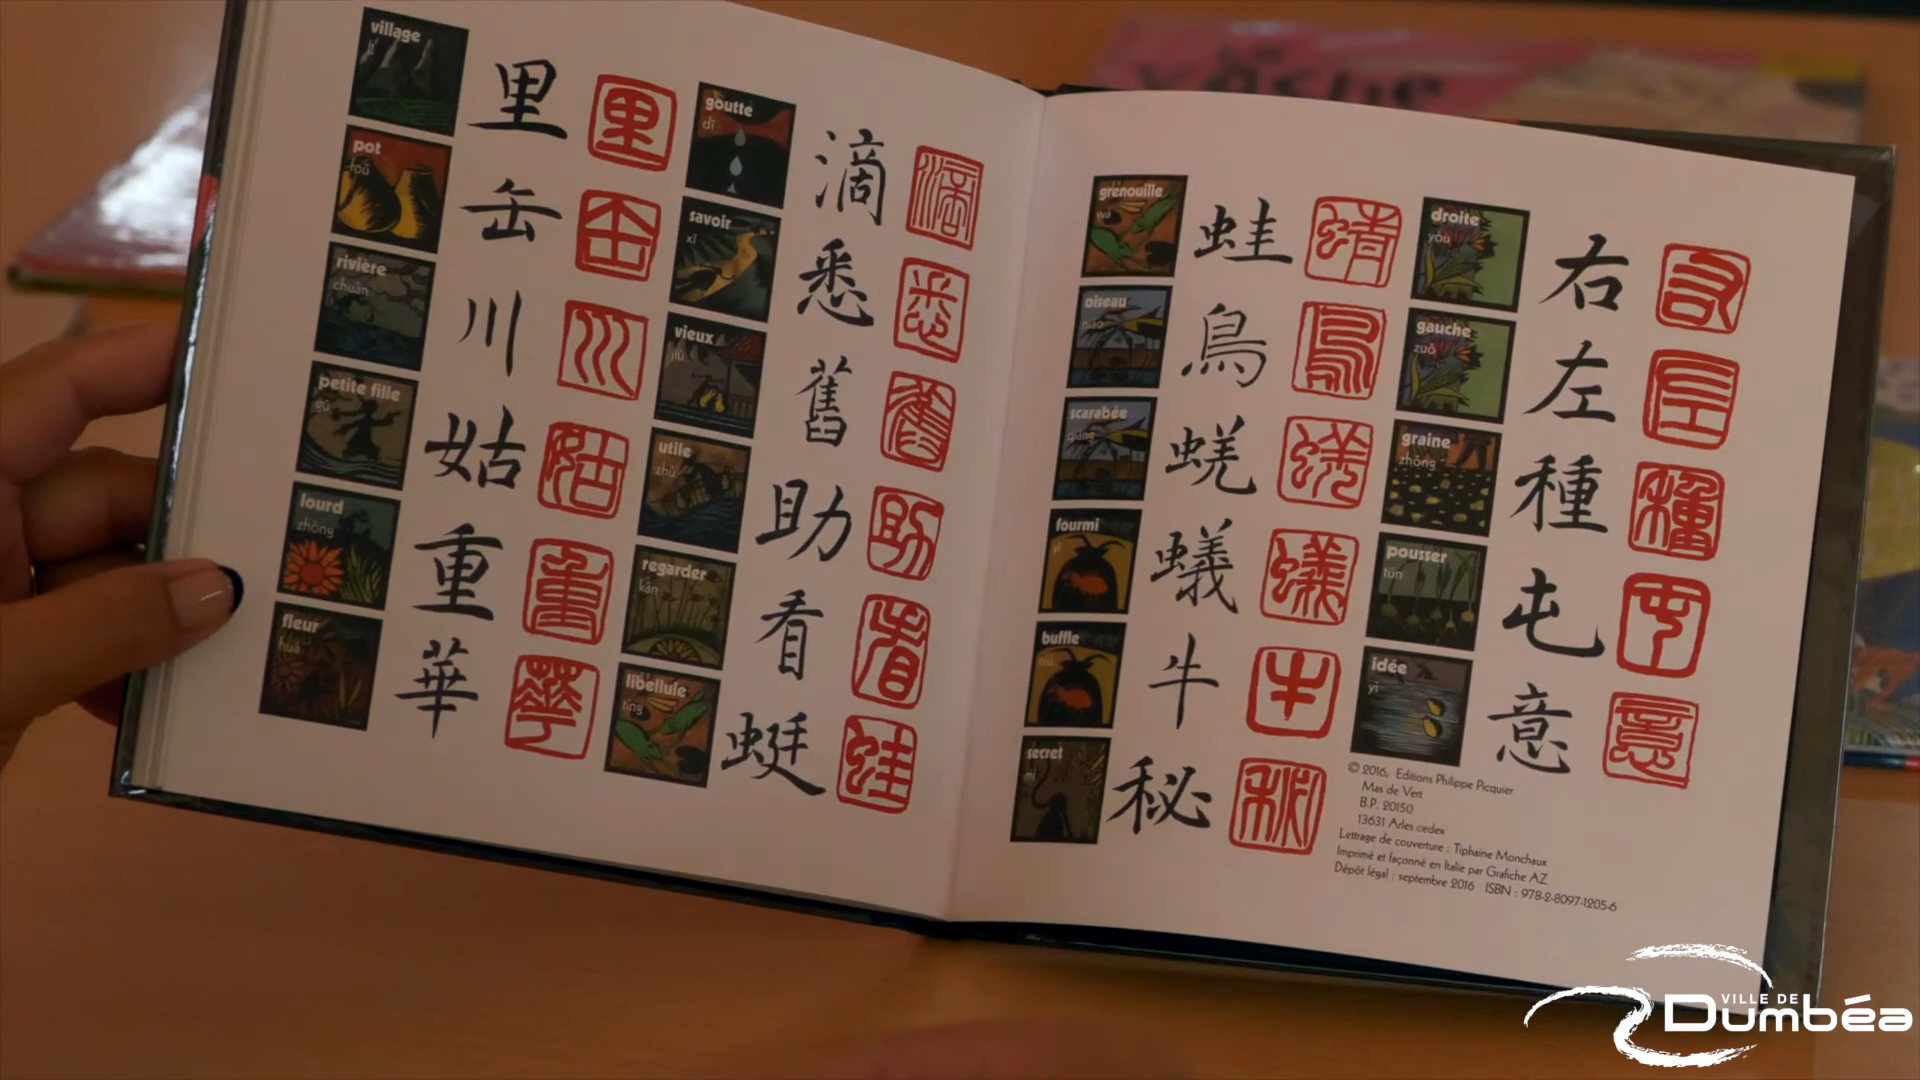 village
lǐ
里
pot
fǒu
缶
rivière
chuān
川
petite fille
gū
姑
lourd
zhòng
重
fleur
huā
華
goutte
dī
滴
savoir
xī
悉
vieux
jiù
舊
utile
zhù
助
regarder
kàn
看
libellule
tíng
蜓
grenouille
wā
蛙
oiseau
niǎo
鳥
scarabée
qiāng
蜣
fourmi
yǐ
蟻
buffle
niú
牛
secret
mì
秘
droite
yòu
右
gauche
zuǒ
左
graine
zhǒng
種
pousser
tún
屯
idée
yì
意
© 2016, Editions Philippe Picquier
Mas de Vert
B.P. 20150
13631 Arles cedex
Lettrage de couverture : Tiphaine Monchaux
Imprimé et façonné en Italie par Grafiche AZ
Dépôt légal : septembre 2016 ISBN : 978-2-8097-1205-6
VILLE DE
Dumbéa